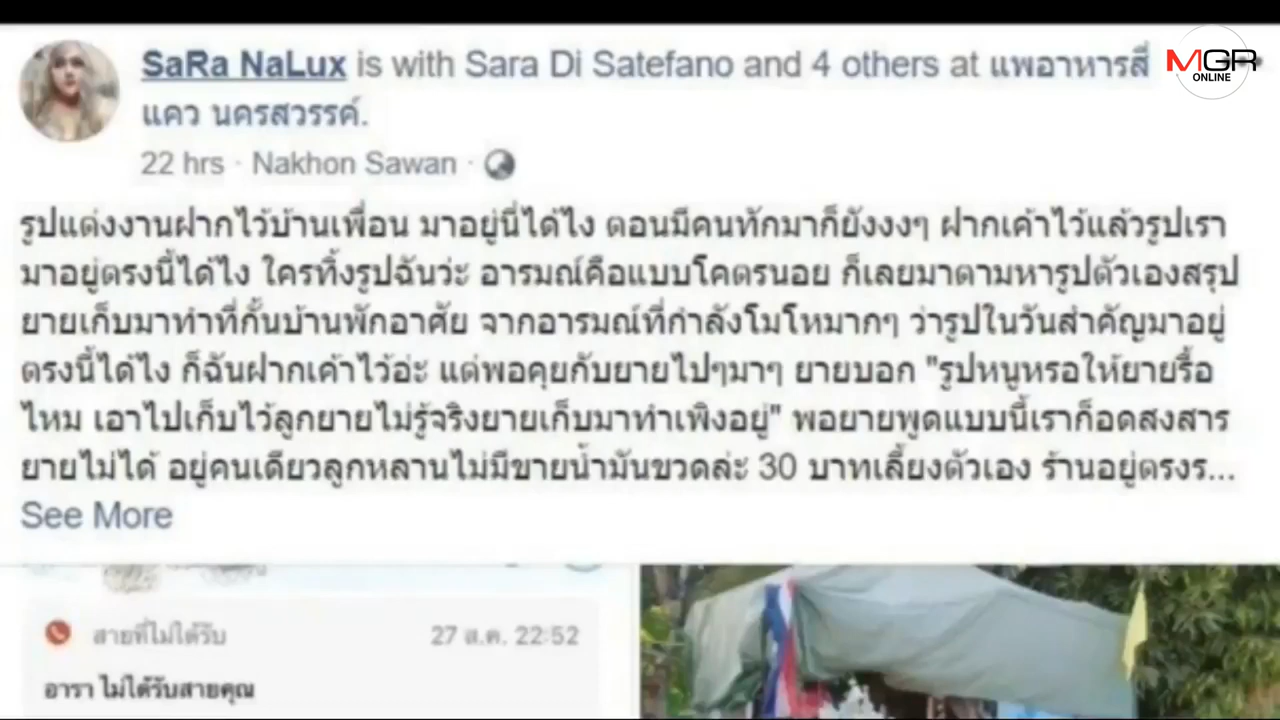 SaRa NaLux is with Sara Di Satefano and 4 others at แพอาหารสี่
แคว นครสวรรค์.
22 hrs · Nakhon Sawan ·
MGR
ONLINE
รูปแต่งงานฝากไว้บ้านเพื่อน มาอยู่นี่ได้ไง ตอนมีคนทักมาก็ยังงงๆ ฝากเค้าไว้แล้วรูปเรา
มาอยู่ตรงนี้ได้ไง ใครทิ้งรูปฉันว่ะ อารมณ์คือแบบโคตรนอย ก็เลยมาตามหารูปตัวเองสรุป
ยายเก็บมาทำที่กั้นบ้านพักอาศัย จากอารมณ์ที่กำลังโมโหมากๆ ว่ารูปในวันสำคัญมาอยู่
ตรงนี้ได้ไง ก็ฉันฝากเค้าไว้อ่ะ แต่พอคุยกับยายไปๆมาๆ ยายบอก "รูปหนูหรอให้ยายรื้อ
ไหม เอาไปเก็บไว้ลูกยายไม่รู้จริงยายเก็บมาทำเพิงอยู่" พอยายพูดแบบนี้เราก็อดสงสาร
ยายไม่ได้ อยู่คนเดียวลูกหลานไม่มีขายน้ำมันขวดล่ะ 30 บาทเลี้ยงตัวเอง ร้านอยู่ตรงร...
See More
สายที่ไม่ได้รับ 27 ส.ค. 22:52
อารา ไม่ได้รับสายคุณ